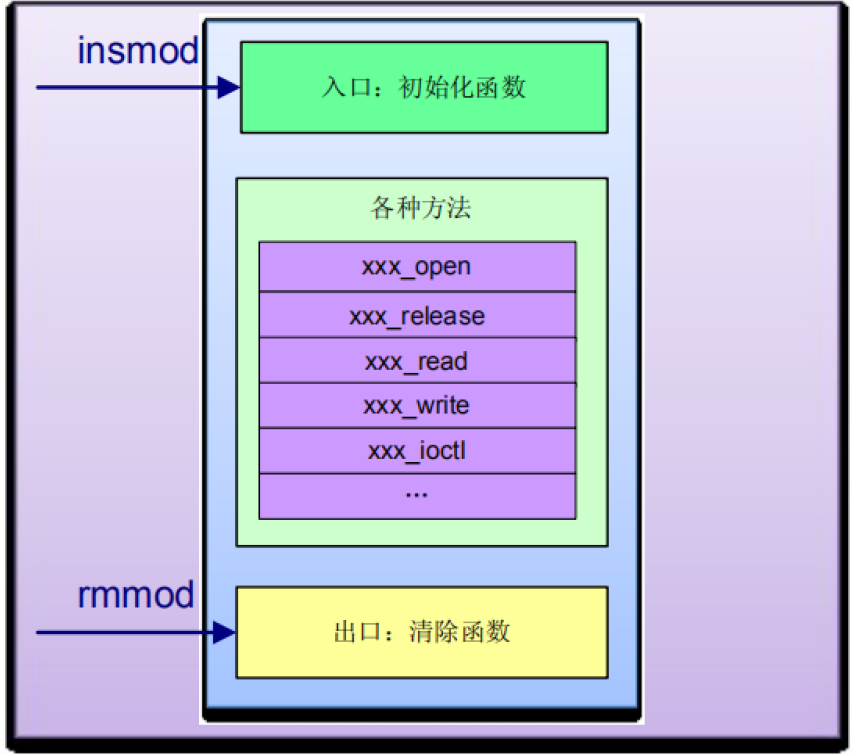 insmod
入口：初始化函数
各种方法
xxx_open
xxx_release
xxx_read
xxx_write
xxx_ioctl
...
rmmod
出口：清除函数